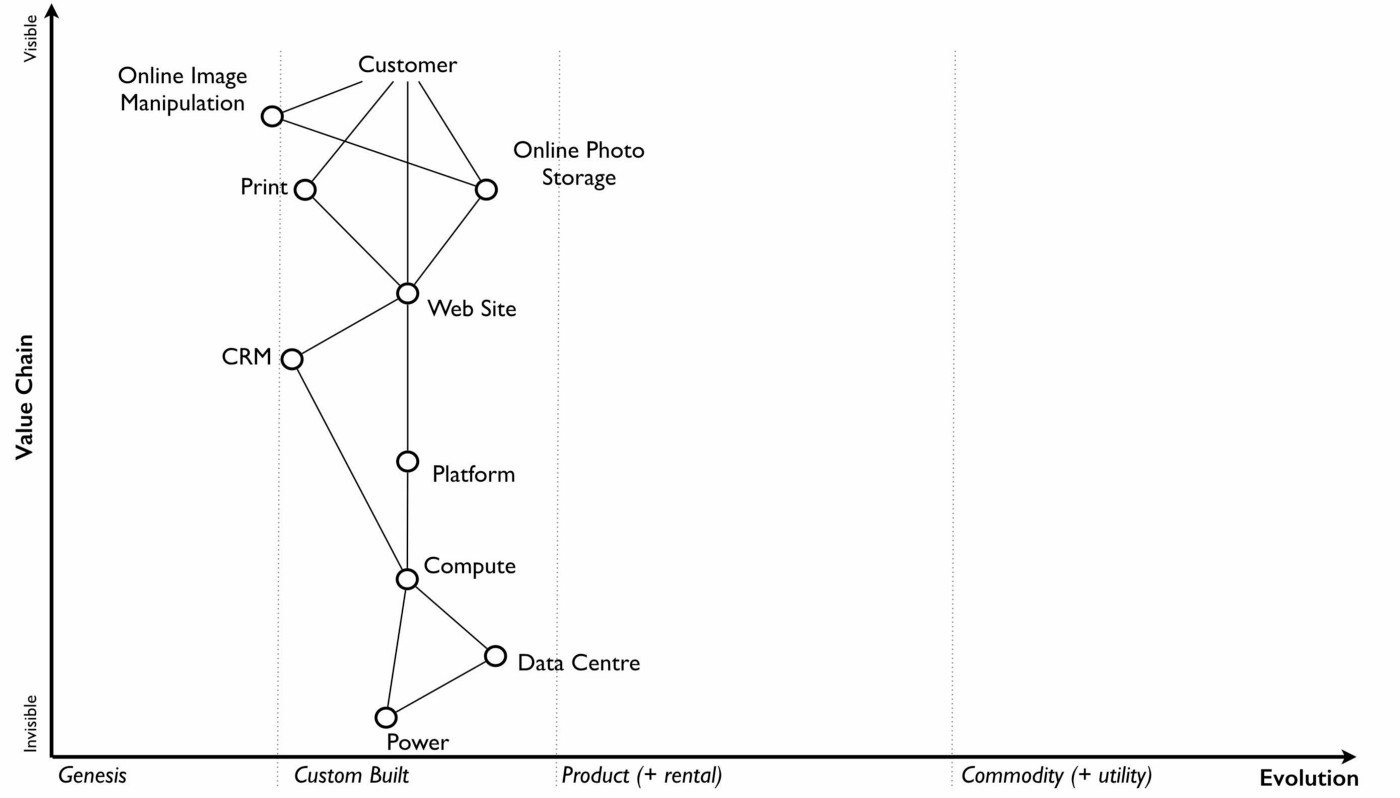 Visible
Customer
Online Image
Manipulation
Online Photo
Storage
Print
Web Site
CRM
Value Chain
Platform
Compute
Data Centre
Invisible
Power
Genesis
Custom Built
Product (+ rental)
Commodity (+ utility)
Evolution